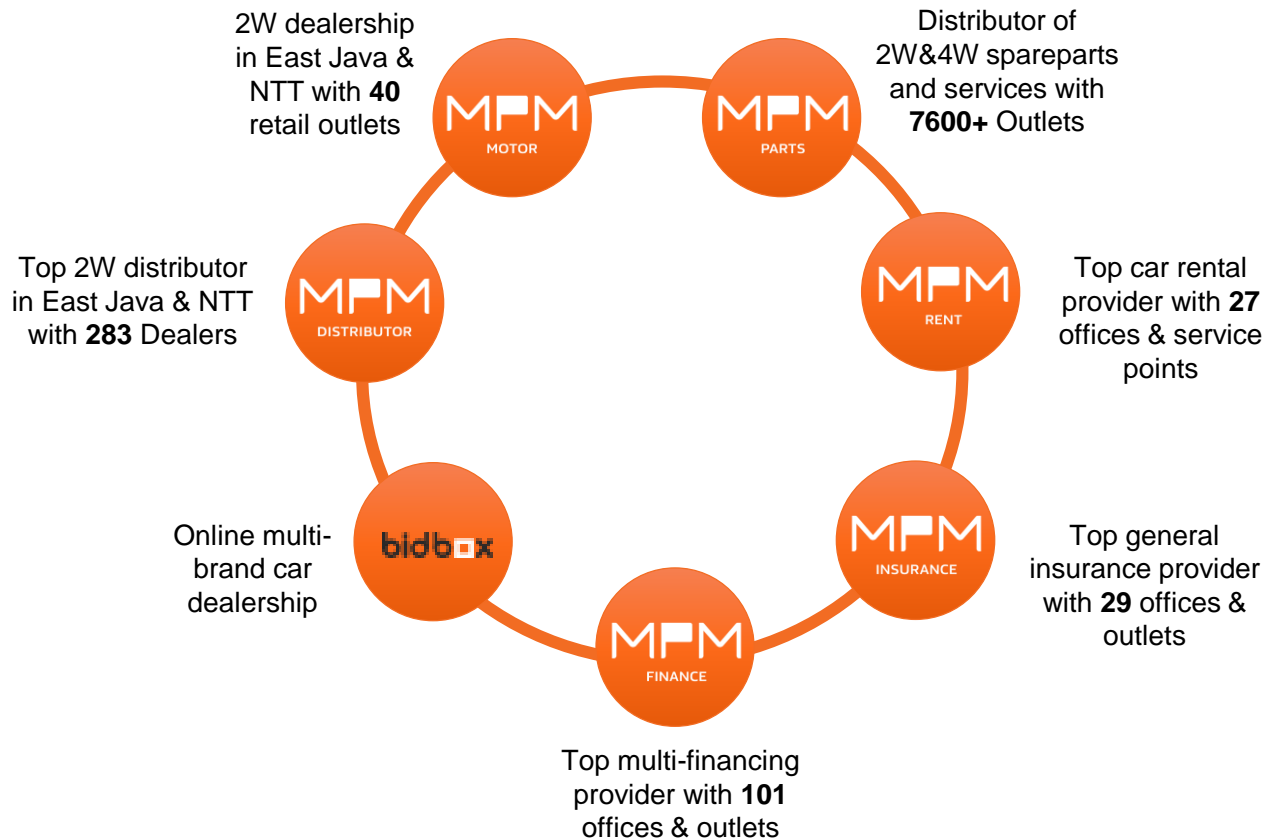 2W dealership
in East Java &
NTT with 40
retail outlets
MPM
MOTOR
Distributor of
2W&4W spareparts
and services with
7600+ Outlets
MPM
PARTS
Top 2W distributor
in East Java & NTT
with 283 Dealers
MPM
DISTRIBUTOR
MPM
RENT
Top car rental
provider with 27
offices & service
points
Online multi-
brand car
dealership
bidbox
MPM
INSURANCE
Top general
insurance provider
with 29 offices &
outlets
MPM
FINANCE
Top multi-financing
provider with 101
offices & outlets